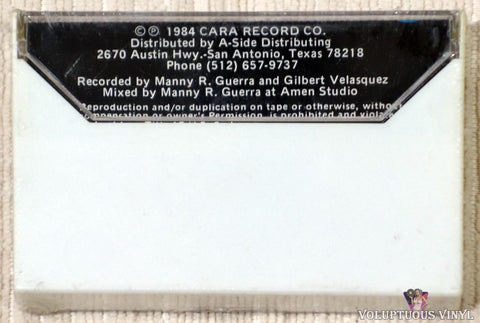 ©℗ 1984 CARA RECORD CO.
Distributed by A-Side Distributing
2670 Austin Hwy.-San Antonio, Texas 78218
Phone (512) 657-9737
Recorded by Manny R. Guerra and Gilbert Velasquez
Mixed by Manny R. Guerra at Amen Studio
Reproduction and/or duplication on tape or otherwise, without
compensation or owner's Permission, is prohibited and
VOLUPTUOUS VINYL